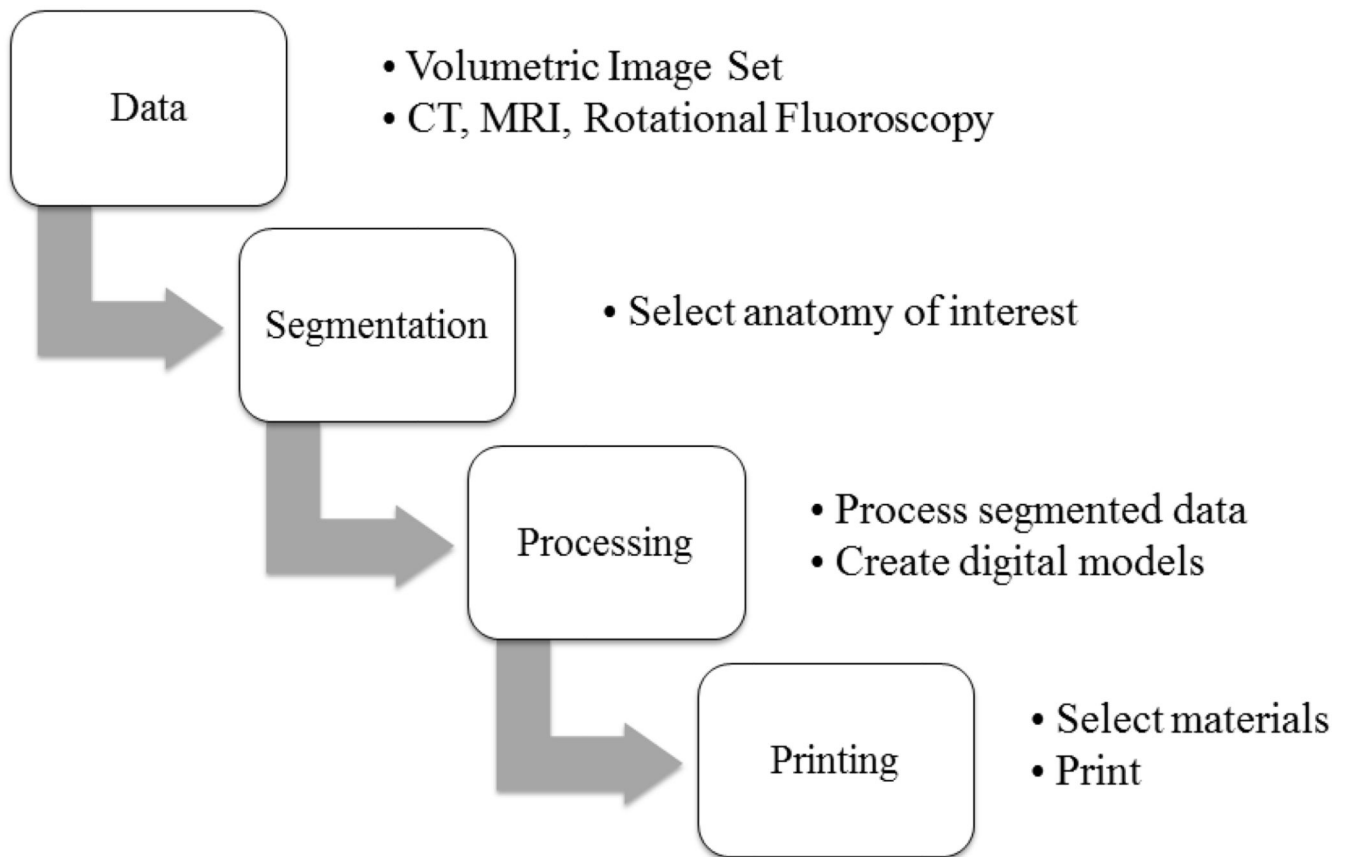 Data
• Volumetric Image Set
• CT, MRI, Rotational Fluoroscopy
Segmentation
• Select anatomy of interest
Processing
• Process segmented data
• Create digital models
Printing
• Select materials
• Print